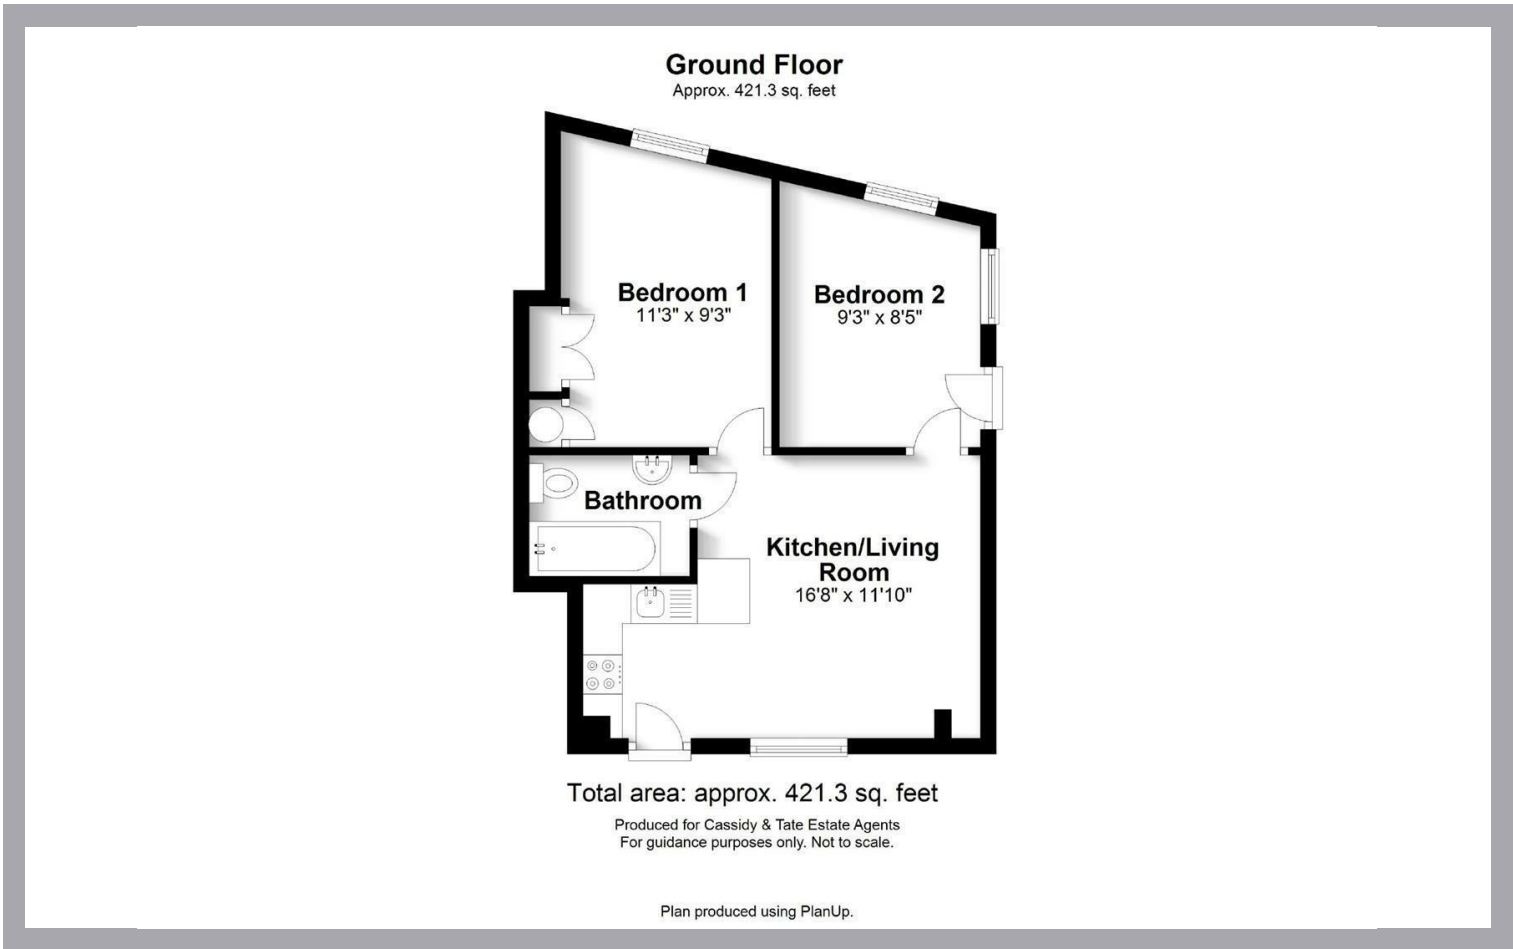 Ground Floor
Approx. 421.3 sq. feet
Bedroom 1
11'3" x 9'3"
Bedroom 2
9'3" x 8'5"
Bathroom
Kitchen/Living
Room
16'8" x 11'10"
Total area: approx. 421.3 sq. feet
Produced for Cassidy & Tate Estate Agents
For guidance purposes only. Not to scale.
Plan produced using PlanUp.